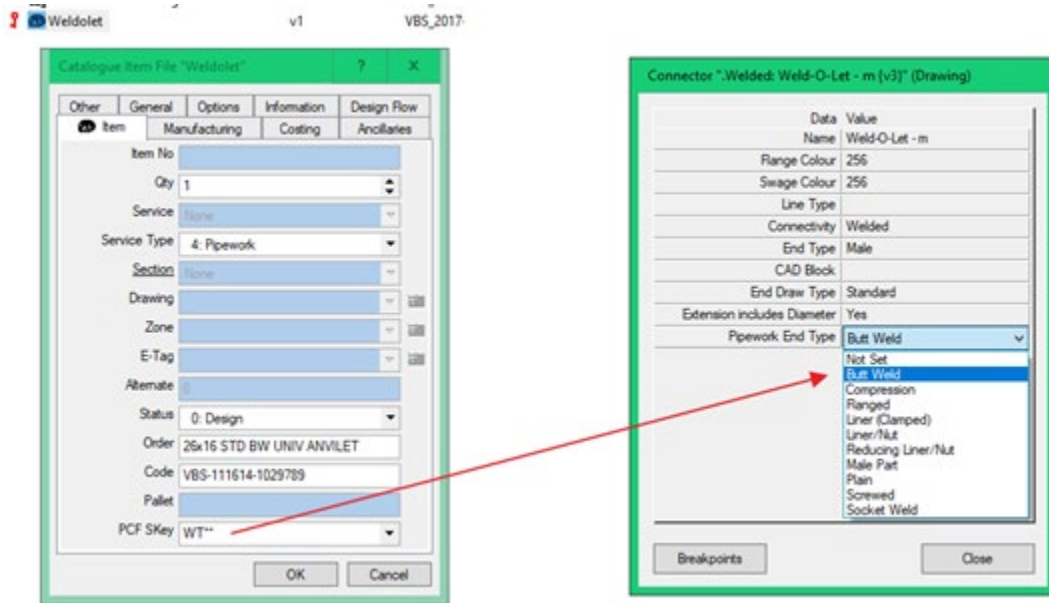 Weldolet v1 VBS_2017-
Catalogue Item File "Weldolet" ? X
Other General Options Information Design Flow
Item Manufacturing Costing Ancillaries
Item No
Qty 1
Service None
Service Type 4: Pipework
Section None
Drawing
Zone
E-Tag
Alternate 0
Status 0: Design
Order 26x16 STD BW UNIV ANVILET
Code VBS-111614-1029789
Pallet
PCF SKey WT**
OK Cancel
Connector ".Welded: Weld-O-Let - m (v3)" (Drawing)
Data Value
Name Weld-O-Let - m
Flange Colour 256
Swage Colour 256
Line Type
Connectivity Welded
End Type Male
CAD Block
End Draw Type Standard
Extension includes Diameter Yes
Pipework End Type Butt Weld
Not Set
Butt Weld
Compression
Flanged
Liner (Clamped)
Liner/Nut
Reducing Liner/Nut
Male Part
Plain
Screwed
Socket Weld
Breakpoints Close